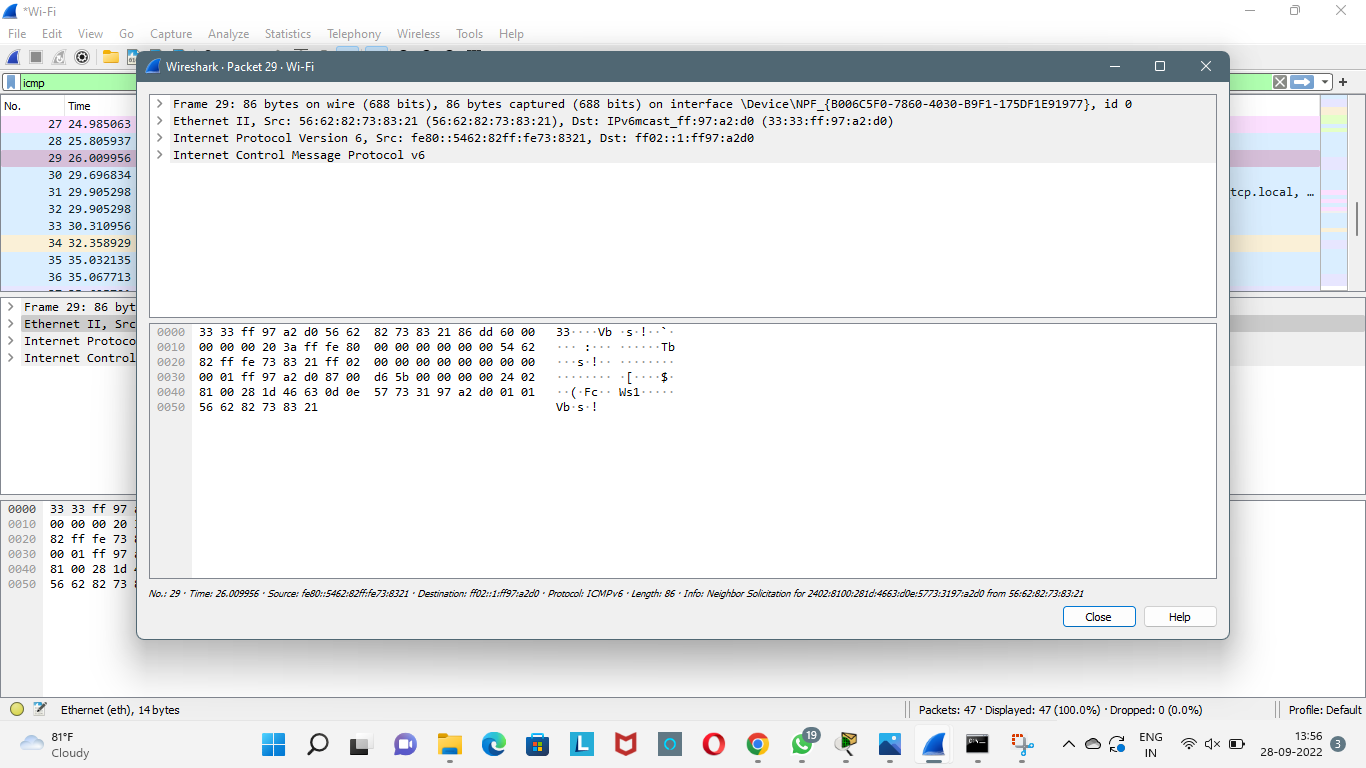 *Wi-Fi
File Edit View Go Capture Analyze Statistics Telephony Wireless Tools Help
Wireshark · Packet 29 · Wi-Fi
icmp
No. Time
27 24.985063
28 25.805937
29 26.009956
30 29.696834
31 29.905298
tcp.local, …
32 29.905298
33 30.310956
34 32.358929
35 35.032135
36 35.067713
Frame 29: 86 byt
Ethernet II, Src
Internet Protoco
Internet Control
0000 33 33 ff 97
0010 00 00 00 20
0020 82 ff fe 73
0030 00 01 ff 97
0040 81 00 28 1d
0050 56 62 82 73
Frame 29: 86 bytes on wire (688 bits), 86 bytes captured (688 bits) on interface \Device\NPF_{B006C5F0-7860-4030-B9F1-175DF1E91977}, id 0
Ethernet II, Src: 56:62:82:73:83:21 (56:62:82:73:83:21), Dst: IPv6mcast_ff:97:a2:d0 (33:33:ff:97:a2:d0)
Internet Protocol Version 6, Src: fe80::5462:82ff:fe73:8321, Dst: ff02::1:ff97:a2d0
Internet Control Message Protocol v6
0000 33 33 ff 97 a2 d0 56 62 82 73 83 21 86 dd 60 00 33····Vb ·s·!··`·
0010 00 00 00 20 3a ff fe 80 00 00 00 00 00 00 54 62 ··· :··· ······Tb
0020 82 ff fe 73 83 21 ff 02 00 00 00 00 00 00 00 00 ···s·!·· ········
0030 00 01 ff 97 a2 d0 87 00 d6 5b 00 00 00 00 24 02 ········ ·[····$·
0040 81 00 28 1d 46 63 0d 0e 57 73 31 97 a2 d0 01 01 ··(·Fc·· Ws1·····
0050 56 62 82 73 83 21 Vb·s·!
No.: 29 · Time: 26.009956 · Source: fe80::5462:82ff:fe73:8321 · Destination: ff02::1:ff97:a2d0 · Protocol: ICMPv6 · Length: 86 · Info: Neighbor Solicitation for 2402:8100:281d:4663:d0e:5773:3197:a2d0 from 56:62:82:73:83:21
Close Help
Ethernet (eth), 14 bytes Packets: 47 · Displayed: 47 (100.0%) · Dropped: 0 (0.0%) Profile: Default
81°F
Cloudy
19
ENG
IN
13:56
28-09-2022
3